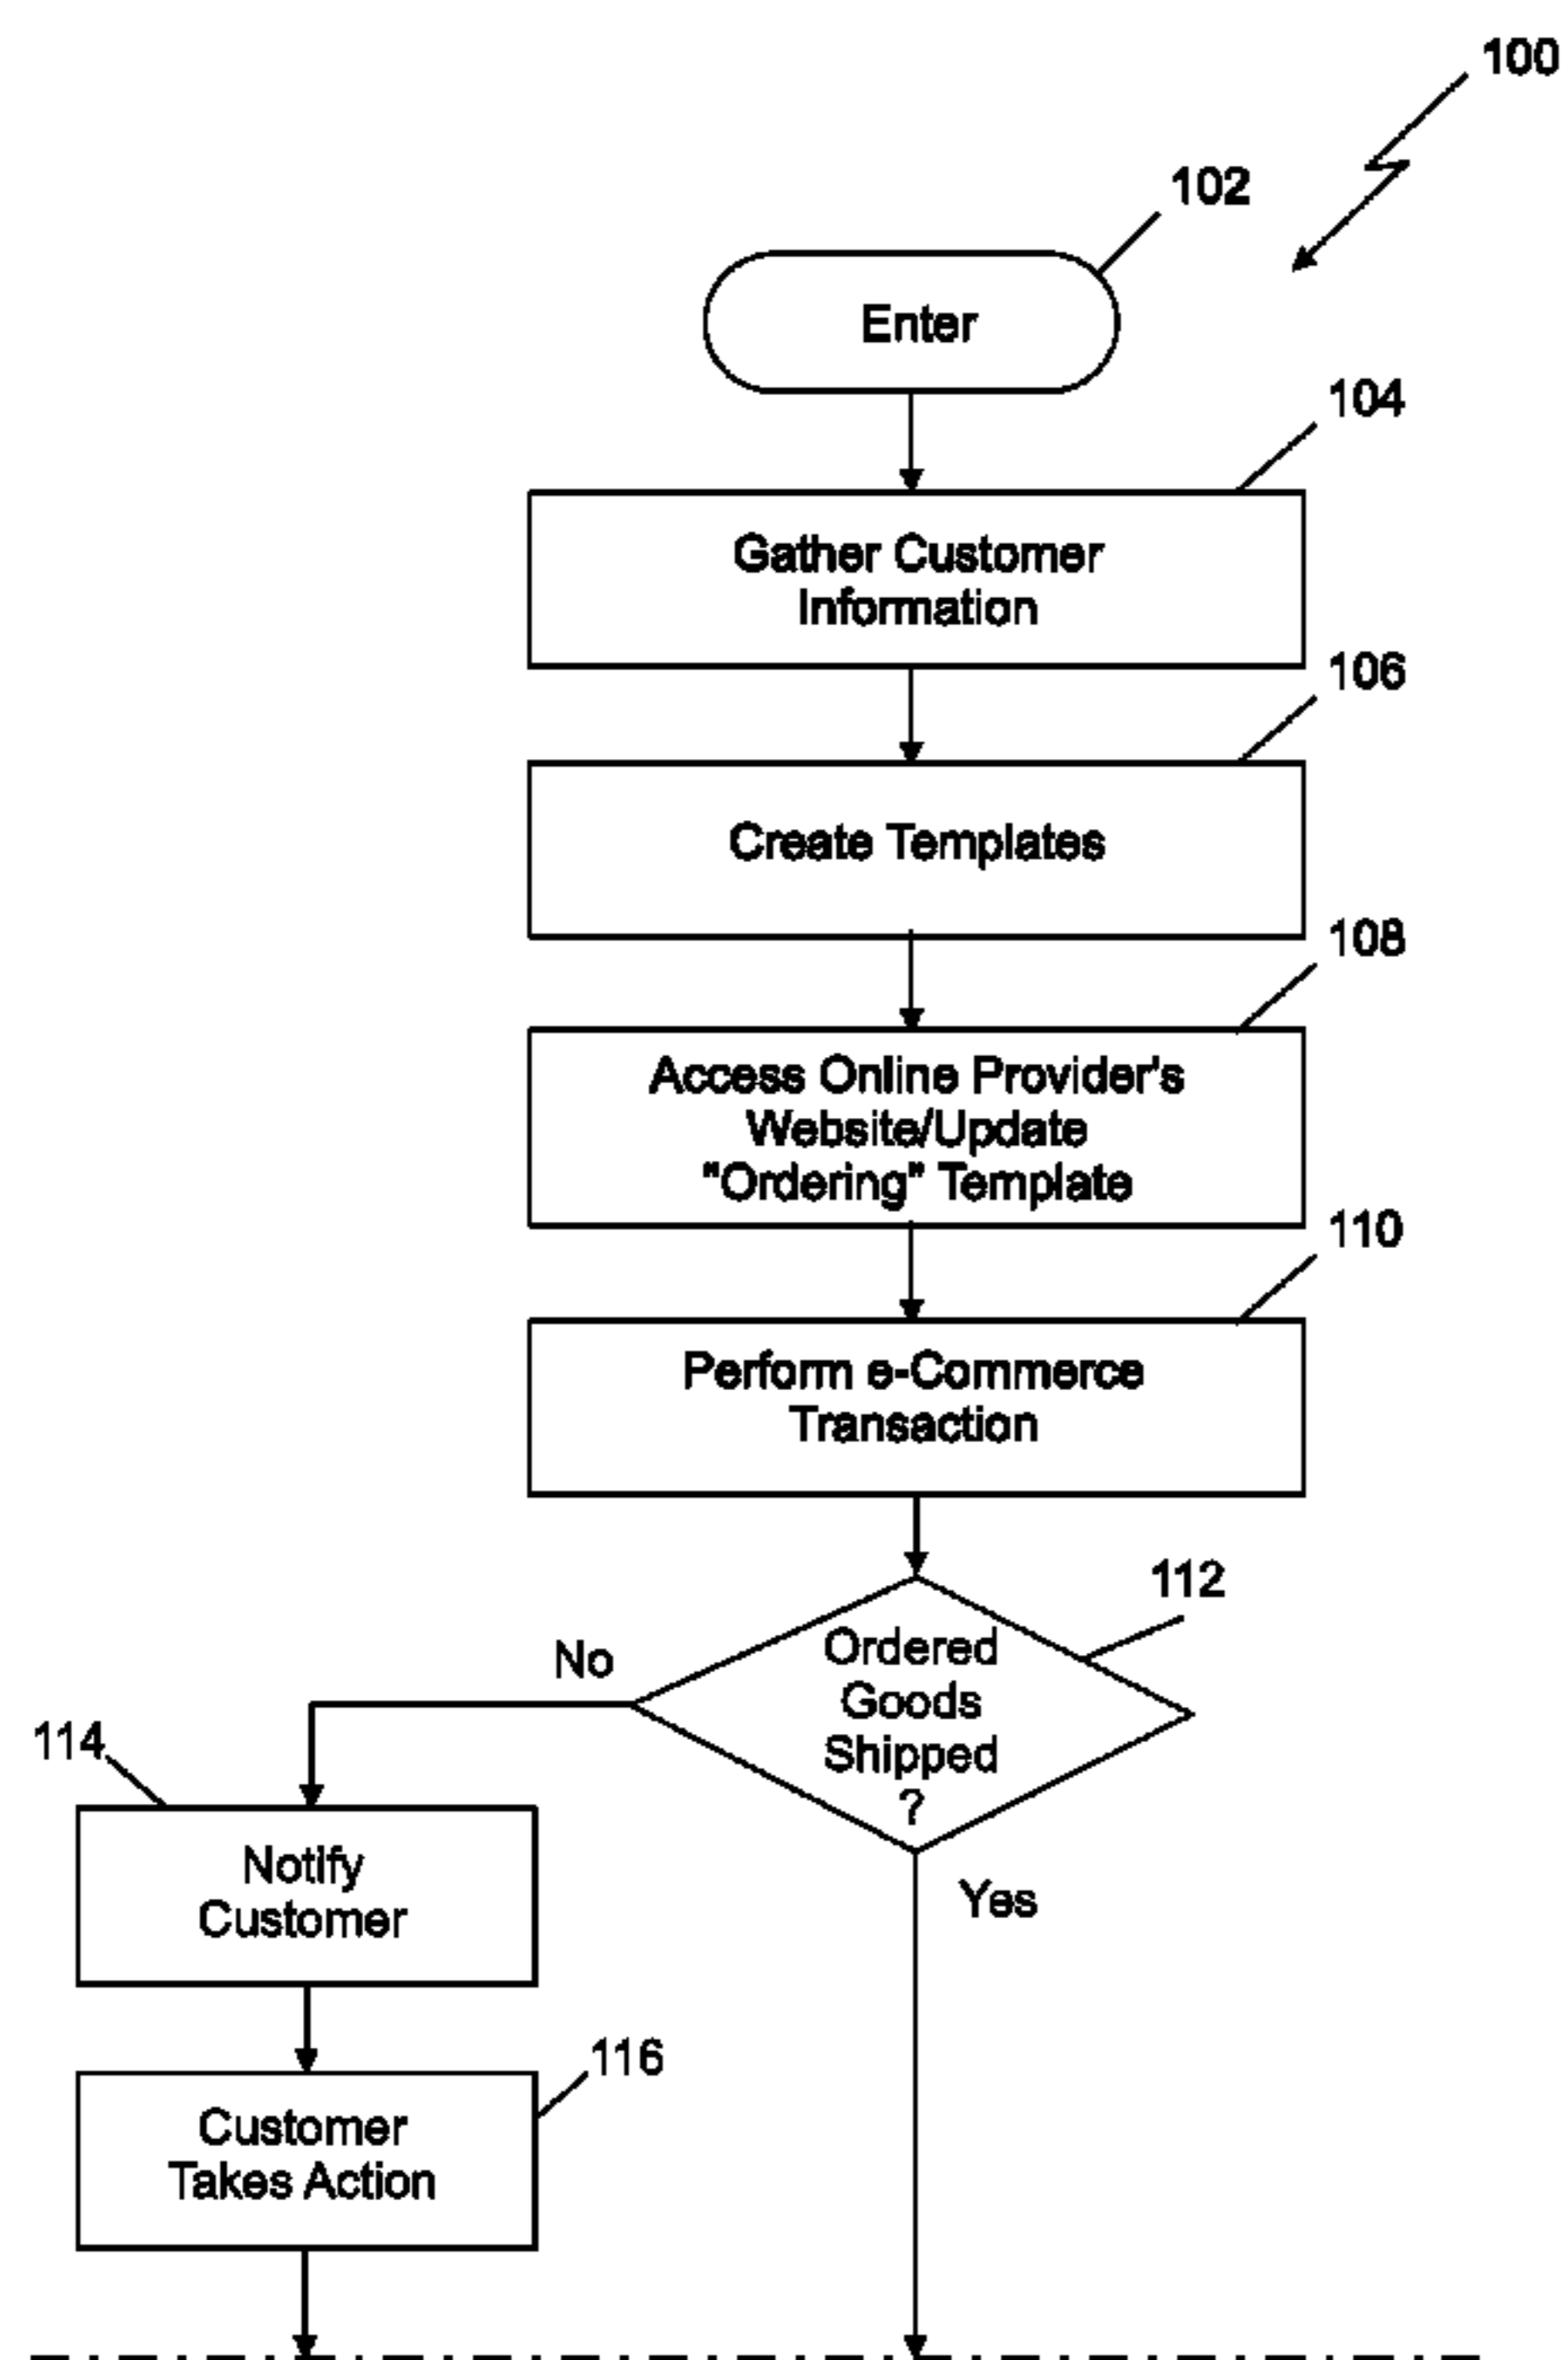 100
102
Enter
104
Gather Customer
Information
106
Create Templates
108
Access Online Provider's
Website/Update
"Ordering" Template
110
Perform e-Commerce
Transaction
112
Ordered
Goods
Shipped
?
No
Yes
114
Notify
Customer
116
Customer
Takes Action